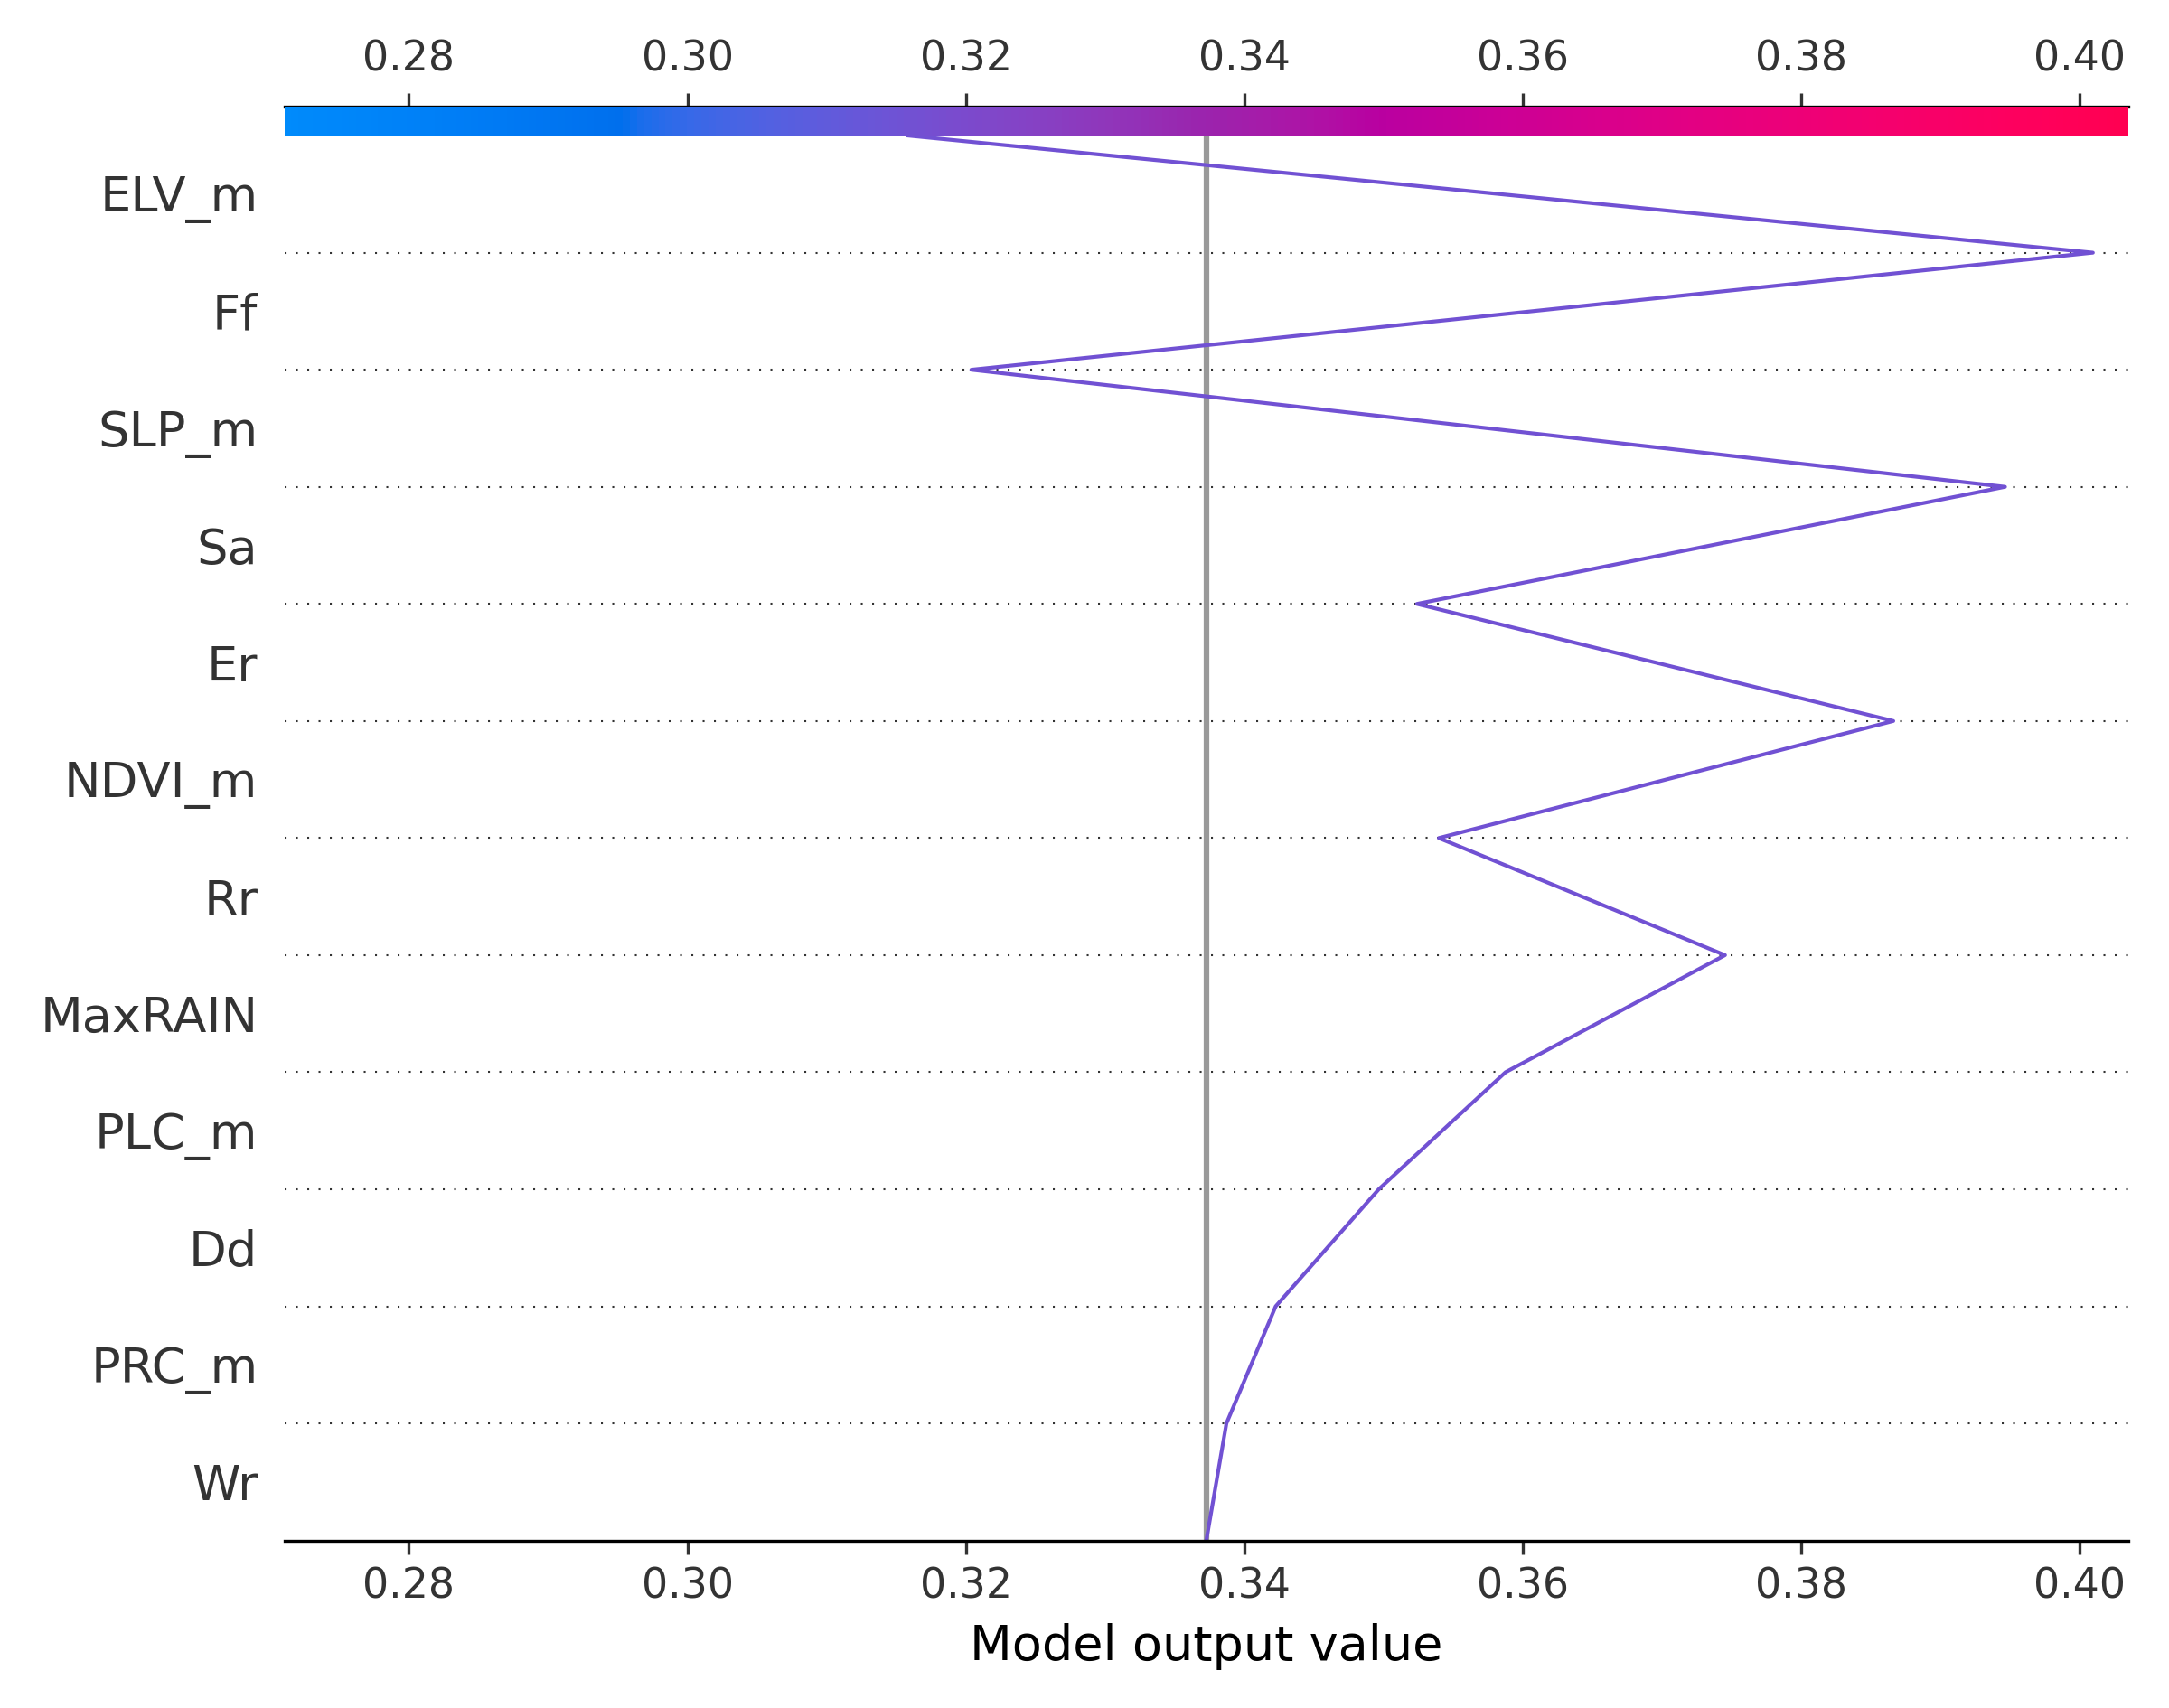 0.28 0.30 0.32 0.34 0.36 0.38 0.40
ELV_m
Ff
SLP_m
Sa
Er
NDVI_m
Rr
MaxRAIN
PLC_m
Dd
PRC_m
Wr
0.28 0.30 0.32 0.34 0.36 0.38 0.40
Model output value